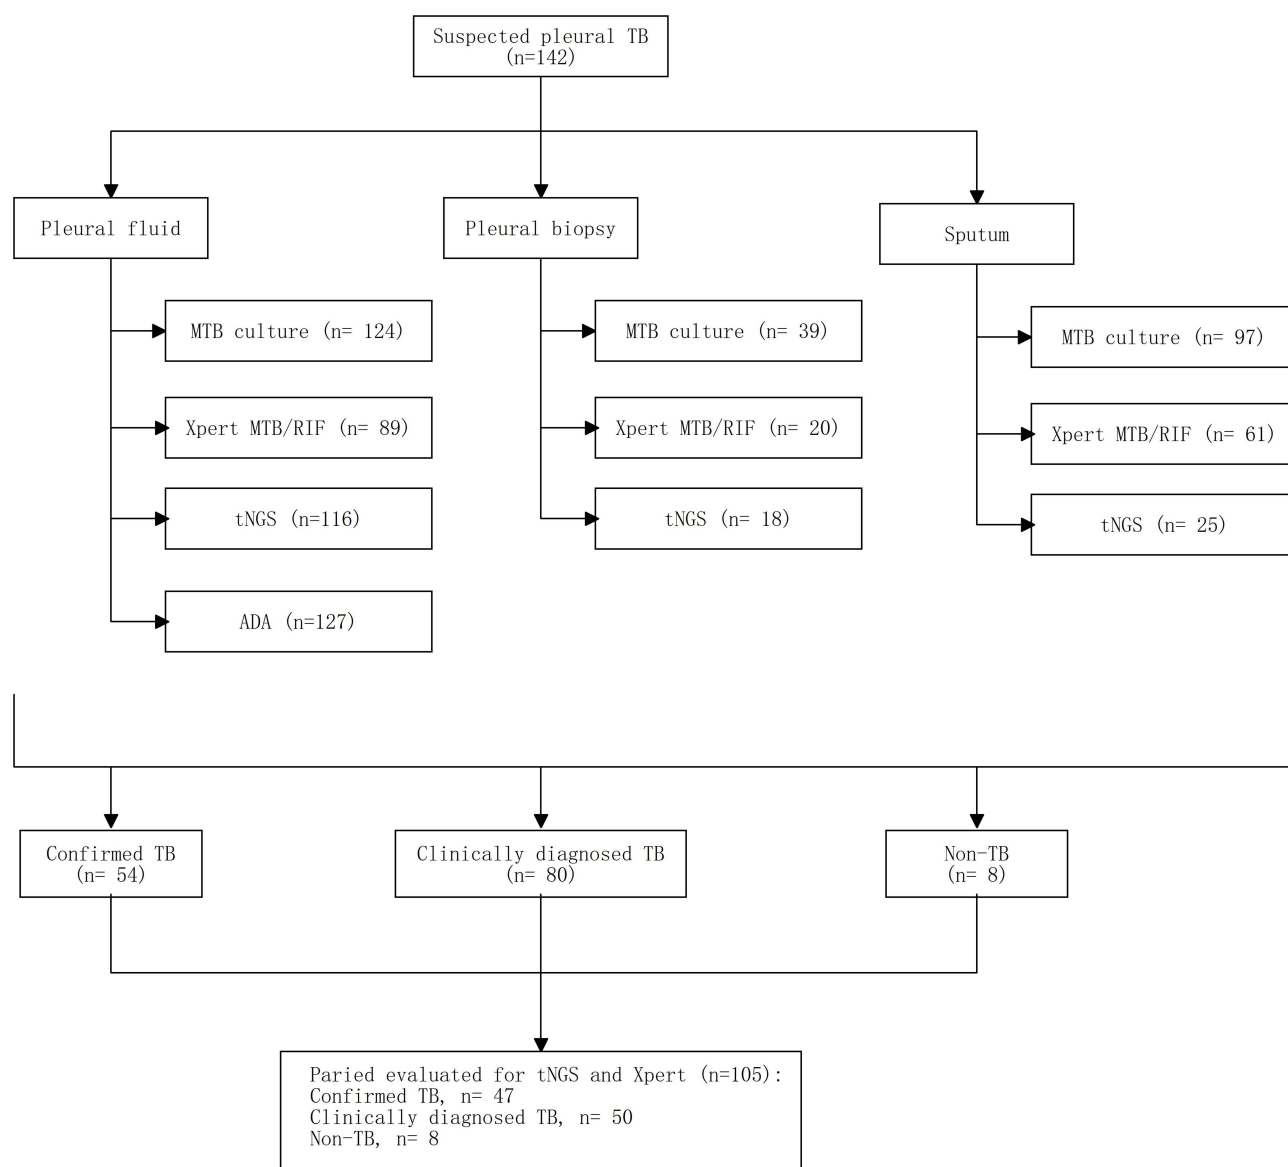 Suspected pleural TB
(n=142)
Pleural fluid
Pleural biopsy
Sputum
MTB culture (n= 124)
MTB culture (n= 39)
MTB culture (n= 97)
Xpert MTB/RIF (n= 89)
Xpert MTB/RIF (n= 20)
Xpert MTB/RIF (n= 61)
tNGS (n=116)
tNGS (n= 18)
tNGS (n= 25)
ADA (n=127)
Confirmed TB
(n= 54)
Clinically diagnosed TB
(n= 80)
Non-TB
(n= 8)
Paried evaluated for tNGS and Xpert (n=105):
Confirmed TB, n= 47
Clinically diagnosed TB, n= 50
Non-TB, n= 8